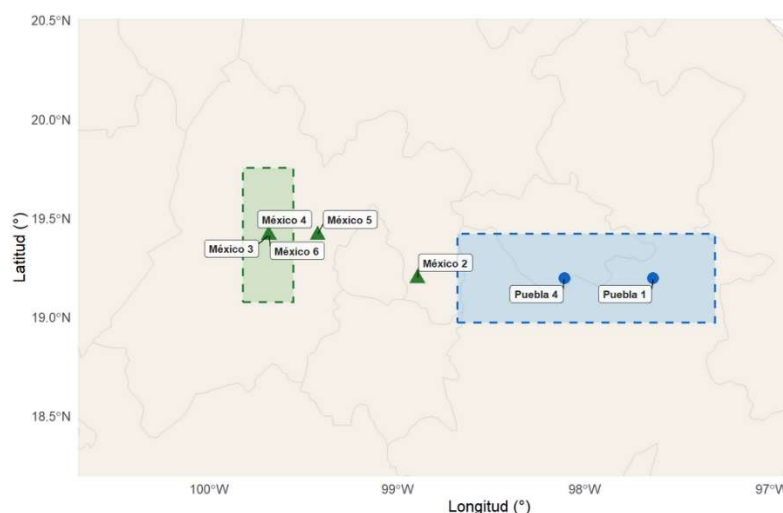 20.5°N
20.0°N
19.5°N
19.0°N
18.5°N
Latitud (°)
México 4
México 5
México 3
México 6
México 2
Puebla 4
Puebla 1
100°W
99°W
98°W
97°W
Longitud (°)